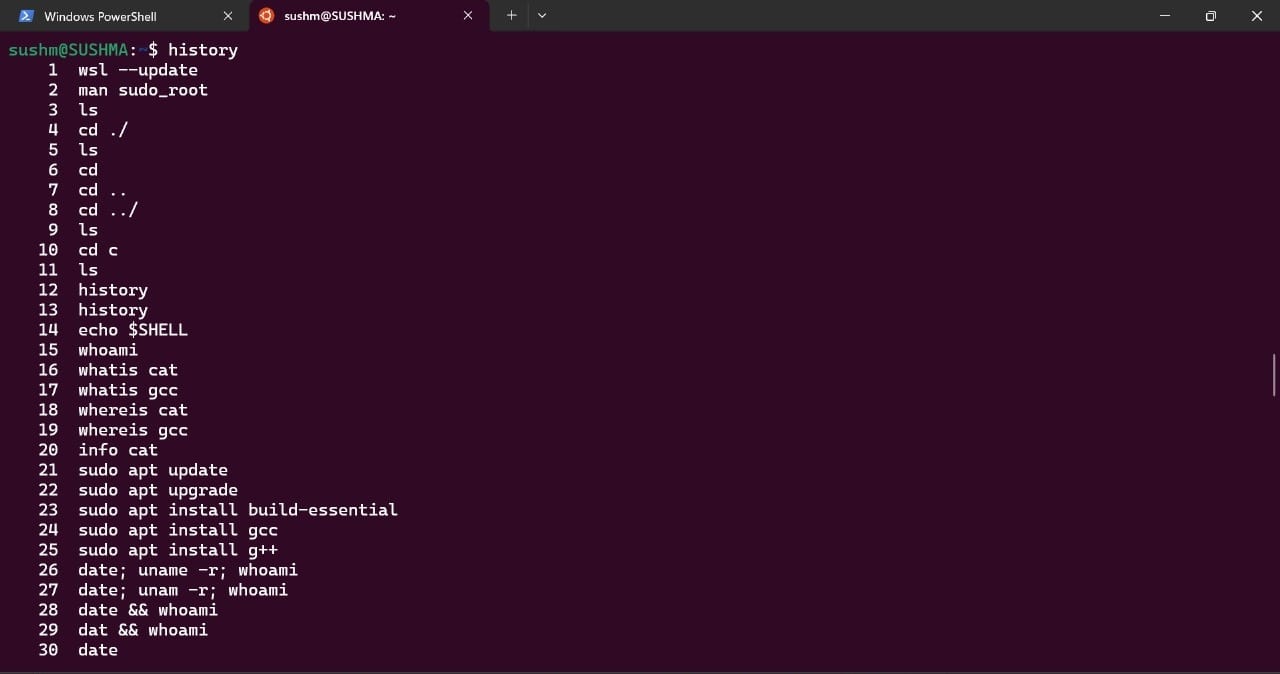 Windows PowerShell
sushm@SUSHMA: ~
sushm@SUSHMA:~$ history
1 wsl --update
2 man sudo_root
3 ls
4 cd ./
5 ls
6 cd
7 cd ..
8 cd ../
9 ls
10 cd c
11 ls
12 history
13 history
14 echo $SHELL
15 whoami
16 whatis cat
17 whatis gcc
18 whereis cat
19 whereis gcc
20 info cat
21 sudo apt update
22 sudo apt upgrade
23 sudo apt install build-essential
24 sudo apt install gcc
25 sudo apt install g++
26 date; uname -r; whoami
27 date; unam -r; whoami
28 date && whoami
29 dat && whoami
30 date